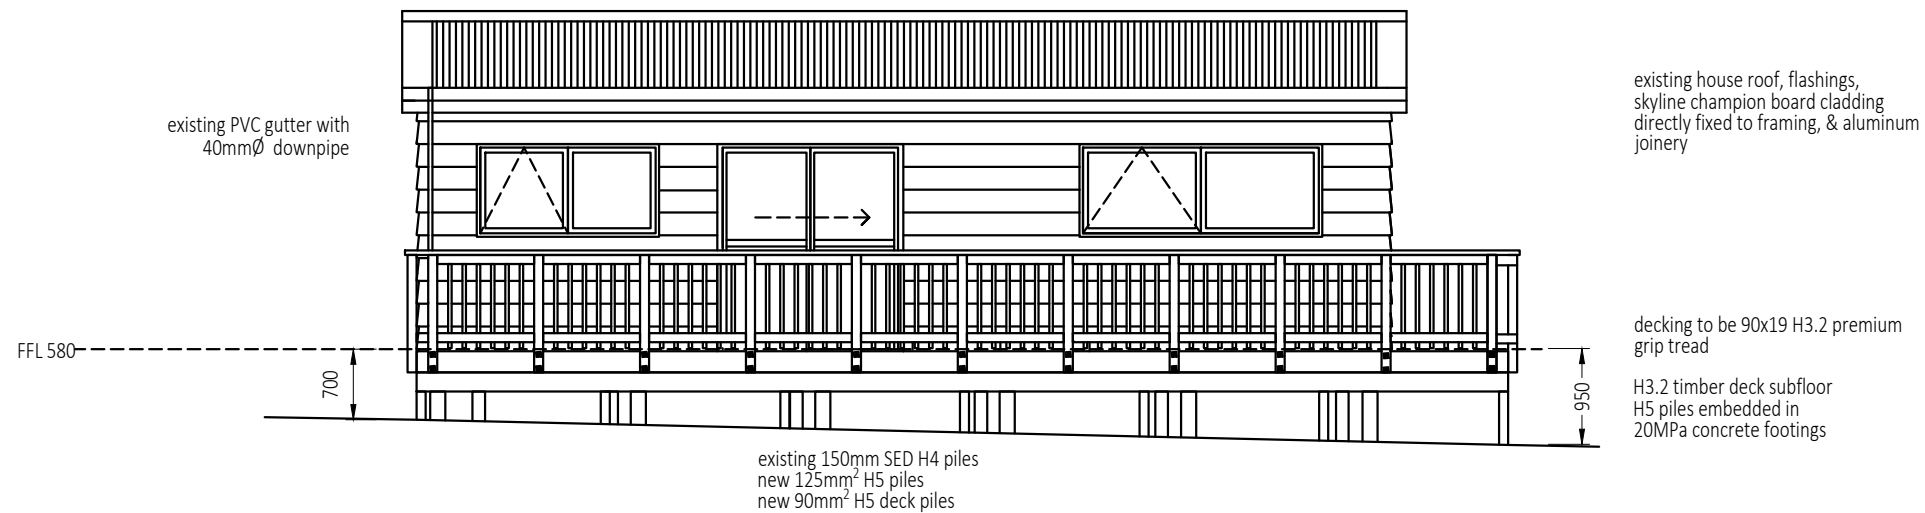 existing PVC gutter with
40mmØ downpipe
existing house roof, flashings,
skyline champion board cladding
directly fixed to framing, & aluminum
joinery
FFL 580
700
950
decking to be 90x19 H3.2 premium
grip tread
H3.2 timber deck subfloor
H5 piles embedded in
20MPa concrete footings
existing 150mm SED H4 piles
new 125mm² H5 piles
new 90mm² H5 deck piles